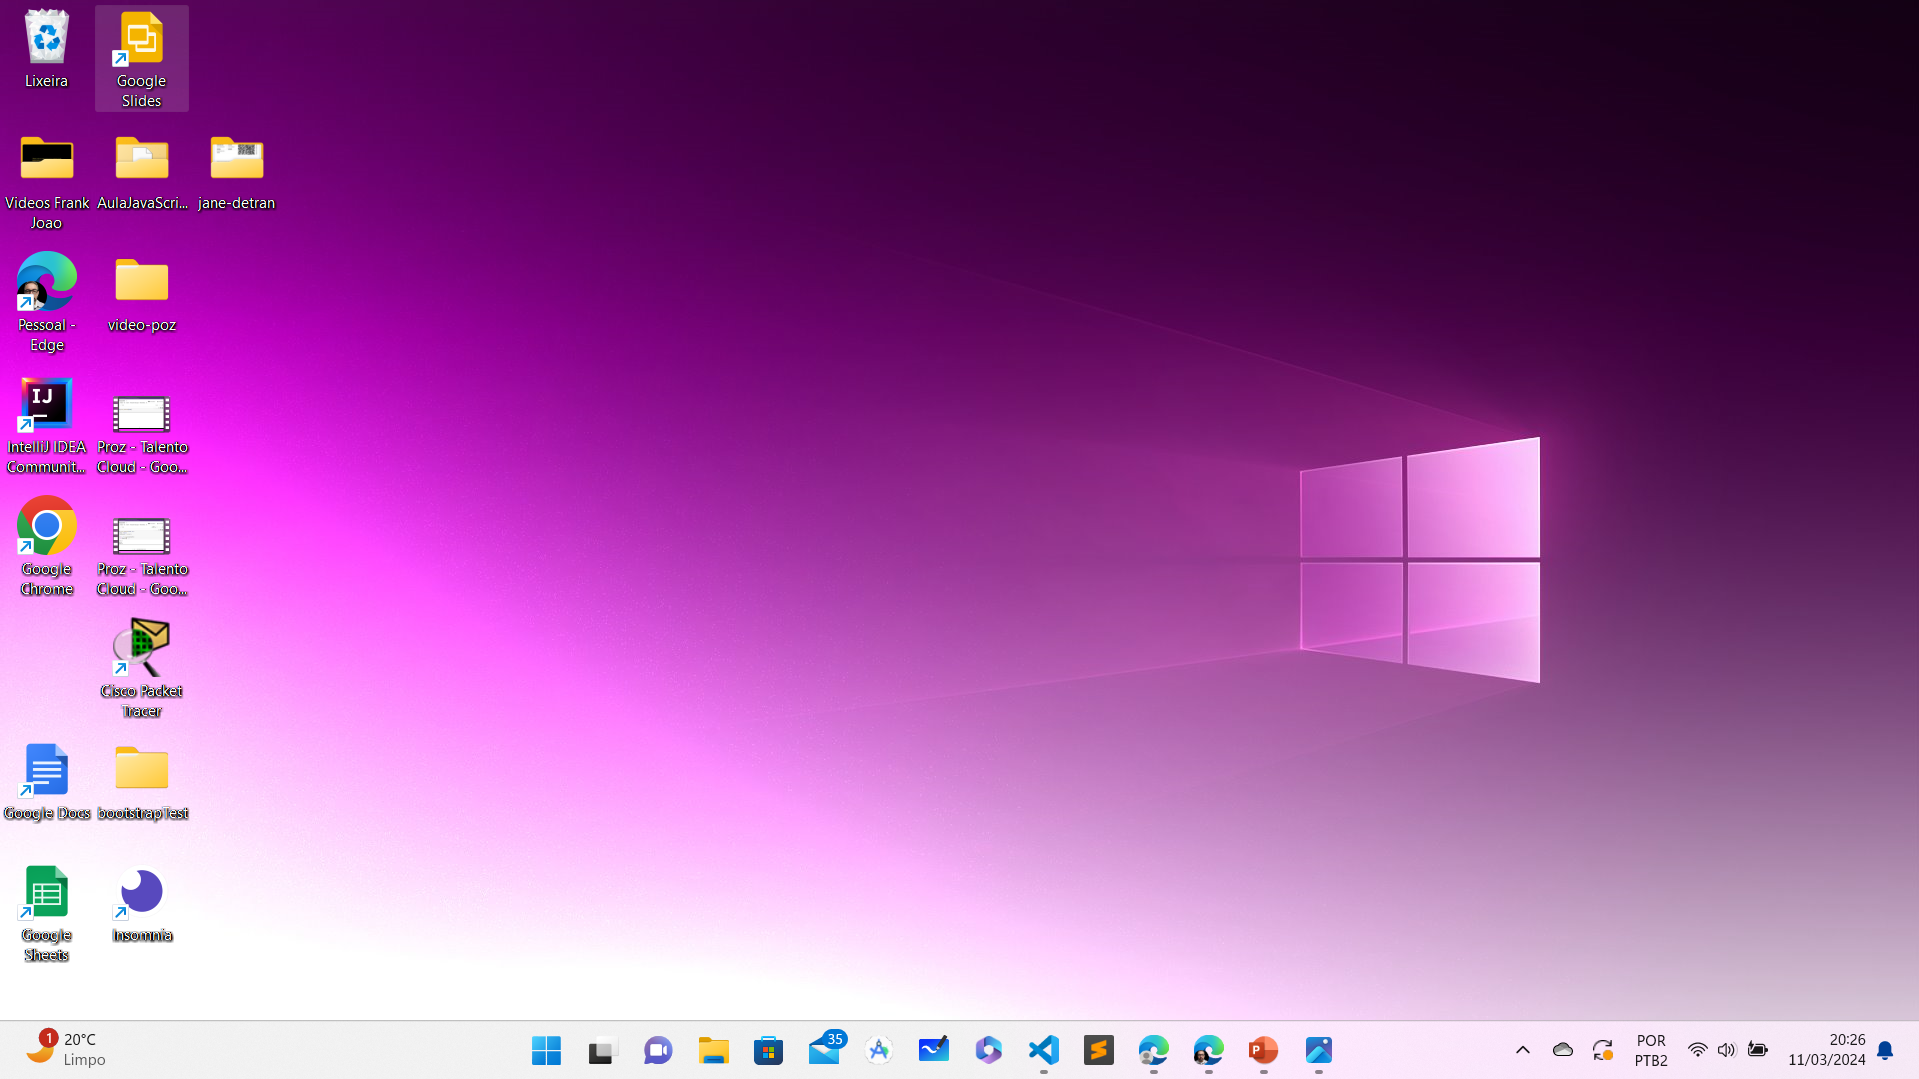 Lixeira
Google
Slides
Videos Frank
Joao
AulaJavaScri...
jane-detran
Pessoal -
Edge
video-poz
IJ
IntelliJ IDEA
Communit...
Proz - Talento
Cloud - Goo...
Google
Chrome
Proz - Talento
Cloud - Goo...
Cisco Packet
Tracer
Google Docs
bootstrapTest
Google
Sheets
Insomnia
1
20°C
Limpo
35
P
POR
PTB2
20:26
11/03/2024